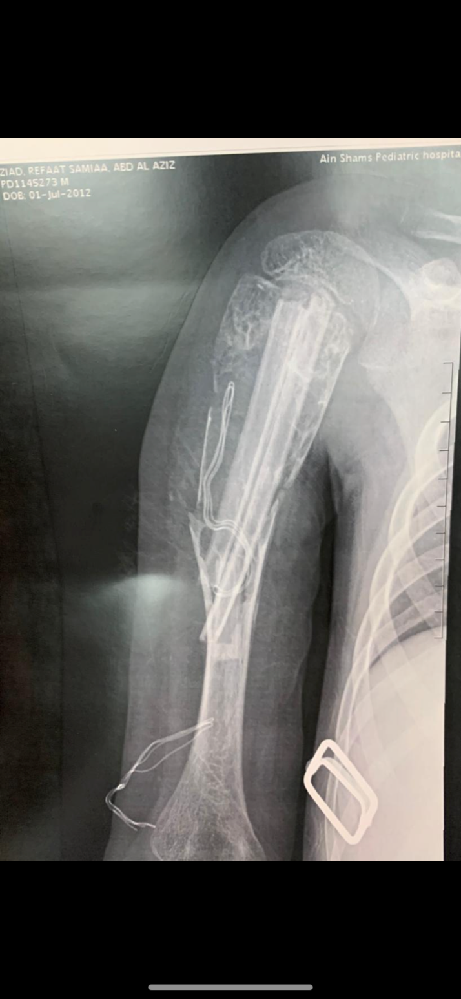 ZIAD, REFAAT SAMIAA, ABD AL AZIZ
PD1145273 M
DOB: 01-Jul-2012
Ain Shams Pediatric hospita